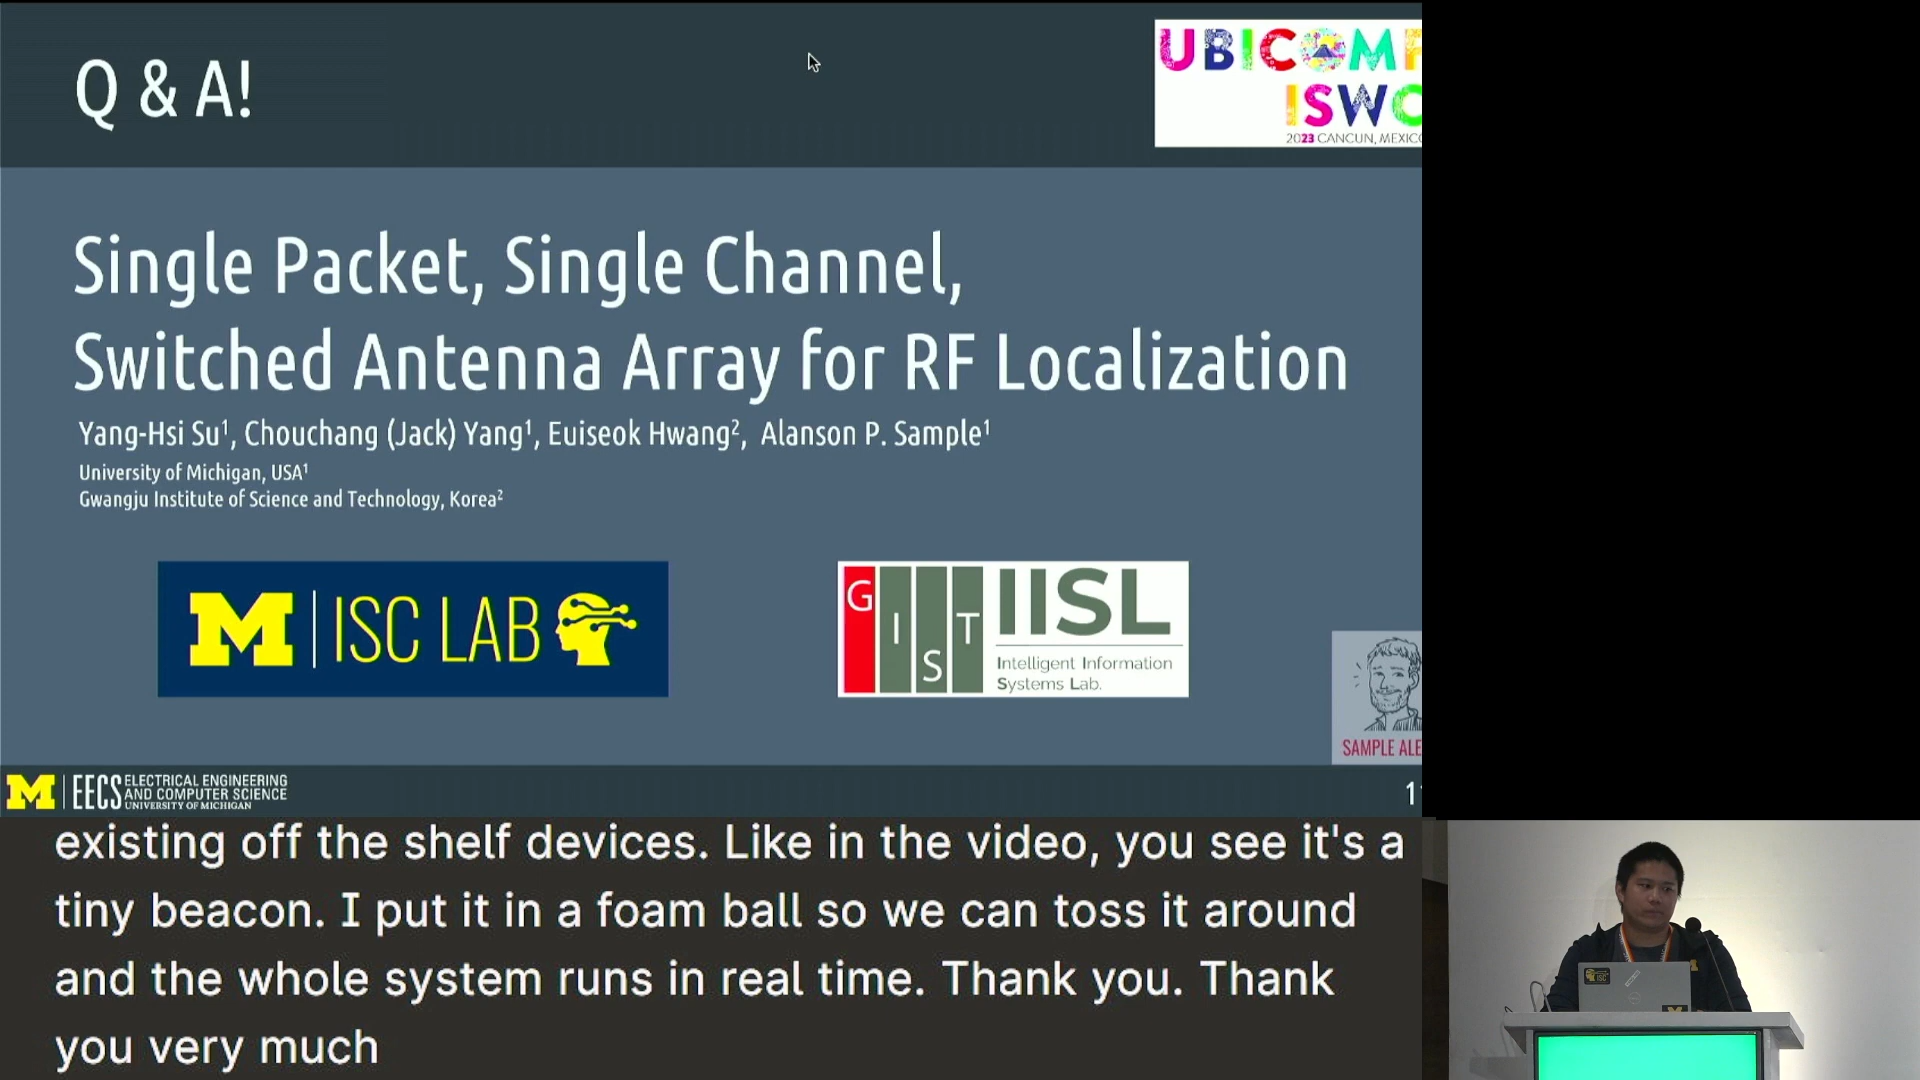 Q & A!
UBICOMP
ISWC
2023 CANCUN, MEXICO
Single Packet, Single Channel,
Switched Antenna Array for RF Localization
Yang-Hsi Su¹, Chouchang (Jack) Yang¹, Euiseok Hwang², Alanson P. Sample¹
University of Michigan, USA¹
Gwangju Institute of Science and Technology, Korea²
M | ISC LAB
GIST
IISL
Intelligent Information
Systems Lab.
SAMPLE ALE
M | EECS ELECTRICAL ENGINEERING
AND COMPUTER SCIENCE
UNIVERSITY OF MICHIGAN
existing off the shelf devices. Like in the video, you see it's a
tiny beacon. I put it in a foam ball so we can toss it around
and the whole system runs in real time. Thank you. Thank
you very much